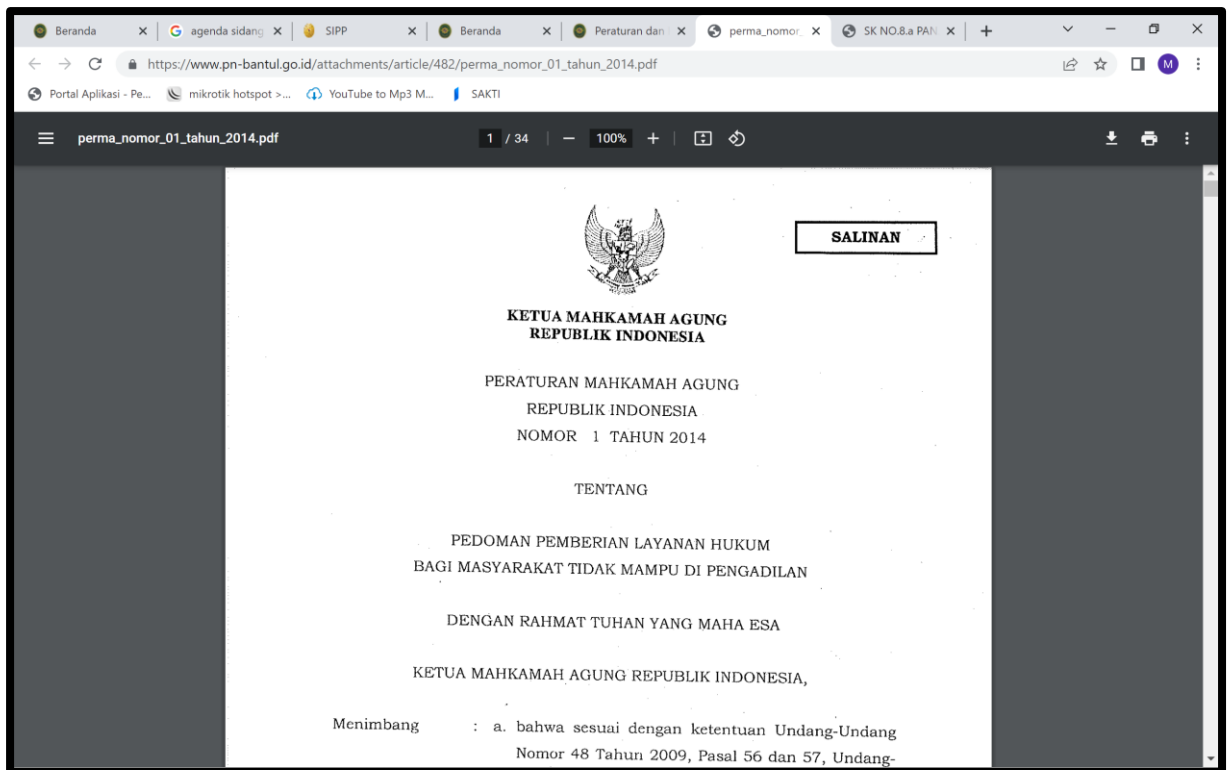 Beranda
agenda sidang
SIPP
Beranda
Peraturan dan
perma_nomor_
SK NO.8.a PAN
https://www.pn-bantul.go.id/attachments/article/482/perma_nomor_01_tahun_2014.pdf
M
Portal Aplikasi - Pe...
mikrotik hotspot >...
YouTube to Mp3 M...
SAKTI
perma_nomor_01_tahun_2014.pdf
1 / 34
100%
SALINAN
KETUA MAHKAMAH AGUNG
REPUBLIK INDONESIA
PERATURAN MAHKAMAH AGUNG
REPUBLIK INDONESIA
NOMOR 1 TAHUN 2014
TENTANG
PEDOMAN PEMBERIAN LAYANAN HUKUM
BAGI MASYARAKAT TIDAK MAMPU DI PENGADILAN
DENGAN RAHMAT TUHAN YANG MAHA ESA
KETUA MAHKAMAH AGUNG REPUBLIK INDONESIA,
Menimbang : a. bahwa sesuai dengan ketentuan Undang-Undang
Nomor 48 Tahun 2009, Pasal 56 dan 57, Undang-